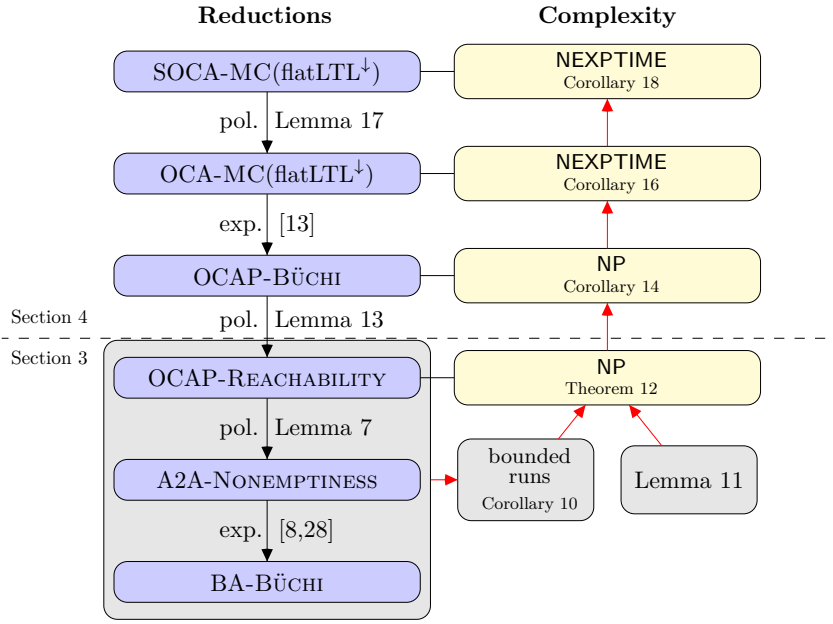 Reductions Complexity
SOCA-MC(flatLTL↓) NEXPTIME
Corollary 18
pol. Lemma 17
OCA-MC(flatLTL↓) NEXPTIME
Corollary 16
exp. [13]
OCAP-BÜCHI NP
Corollary 14
Section 4
pol. Lemma 13
Section 3
OCAP-REACHABILITY NP
Theorem 12
pol. Lemma 7
A2A-NONEMPTINESS
bounded
runs
Corollary 10
Lemma 11
exp. [8,28]
BA-BÜCHI